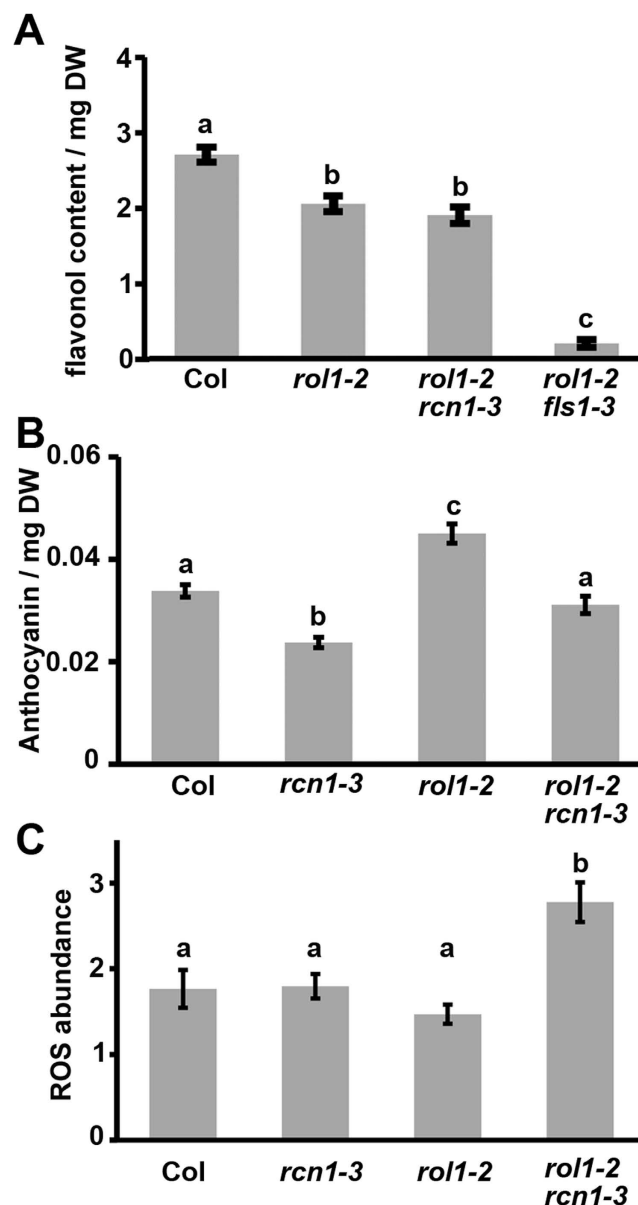 A
flavonol content / mg DW
4
3
2
1
0
a
b
b
c
Col
rol1-2
rol1-2
rcn1-3
rol1-2
fls1-3
B
Anthocyanin / mg DW
0.06
0.04
0.02
0
a
b
c
a
Col
rcn1-3
rol1-2
rol1-2
rcn1-3
C
ROS abundance
3
2
1
0
a
a
a
b
Col
rcn1-3
rol1-2
rol1-2
rcn1-3